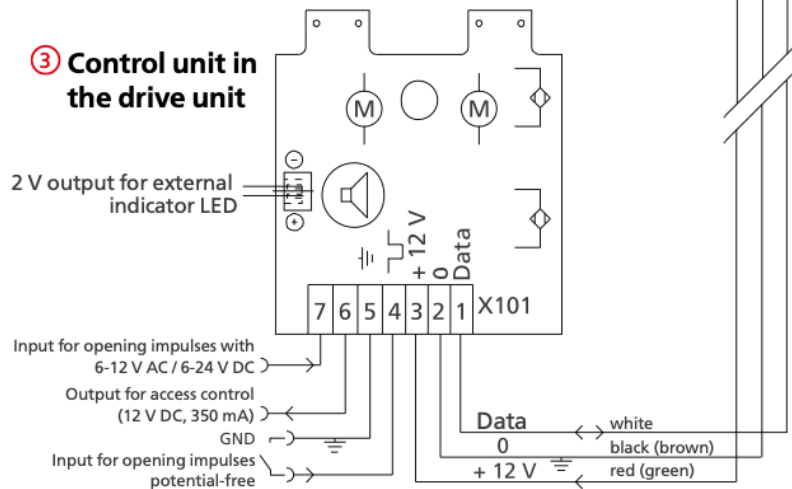 ③ Control unit in
the drive unit
M
M
2 V output for external
indicator LED
+ 12 V
0
Data
7 6 5 4 3 2 1 X101
Input for opening impulses with
6-12 V AC / 6-24 V DC
Output for access control
(12 V DC, 350 mA)
GND
Input for opening impulses
potential-free
Data white
0 black (brown)
+ 12 V red (green)